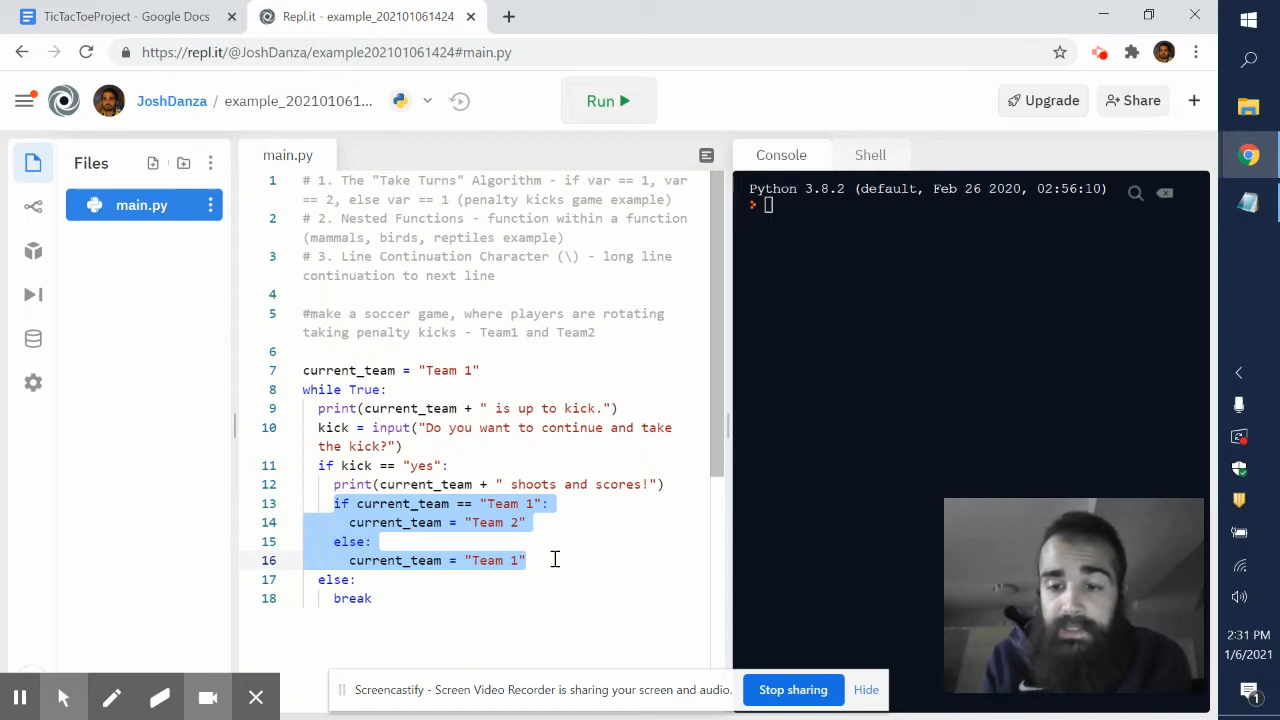 TicTacToeProject - Google Docs
Repl.it - example_202101061424
https://repl.it/@JoshDanza/example202101061424#main.py
JoshDanza / example_202101061...
Run
Upgrade
Share
Files
main.py
main.py
Console
Shell
1 # 1. The "Take Turns" Algorithm - if var == 1, var
== 2, else var == 1 (penalty kicks game example)
2 # 2. Nested Functions - function within a function
(mammals, birds, reptiles example)
3 # 3. Line Continuation Character (\) - long line
continuation to next line
4
5 #make a soccer game, where players are rotating
taking penalty kicks - Team1 and Team2
6
7 current_team = "Team 1"
8 while True:
9 print(current_team + " is up to kick.")
10 kick = input("Do you want to continue and take
the kick?")
11 if kick == "yes":
12 print(current_team + " shoots and scores!")
13 if current_team == "Team 1":
14 current_team = "Team 2"
15 else:
16 current_team = "Team 1"
17 else:
18 break
Python 3.8.2 (default, Feb 26 2020, 02:56:10)
Screencastify - Screen Video Recorder is sharing your screen and audio.
Stop sharing
Hide
2:31 PM
1/6/2021
1